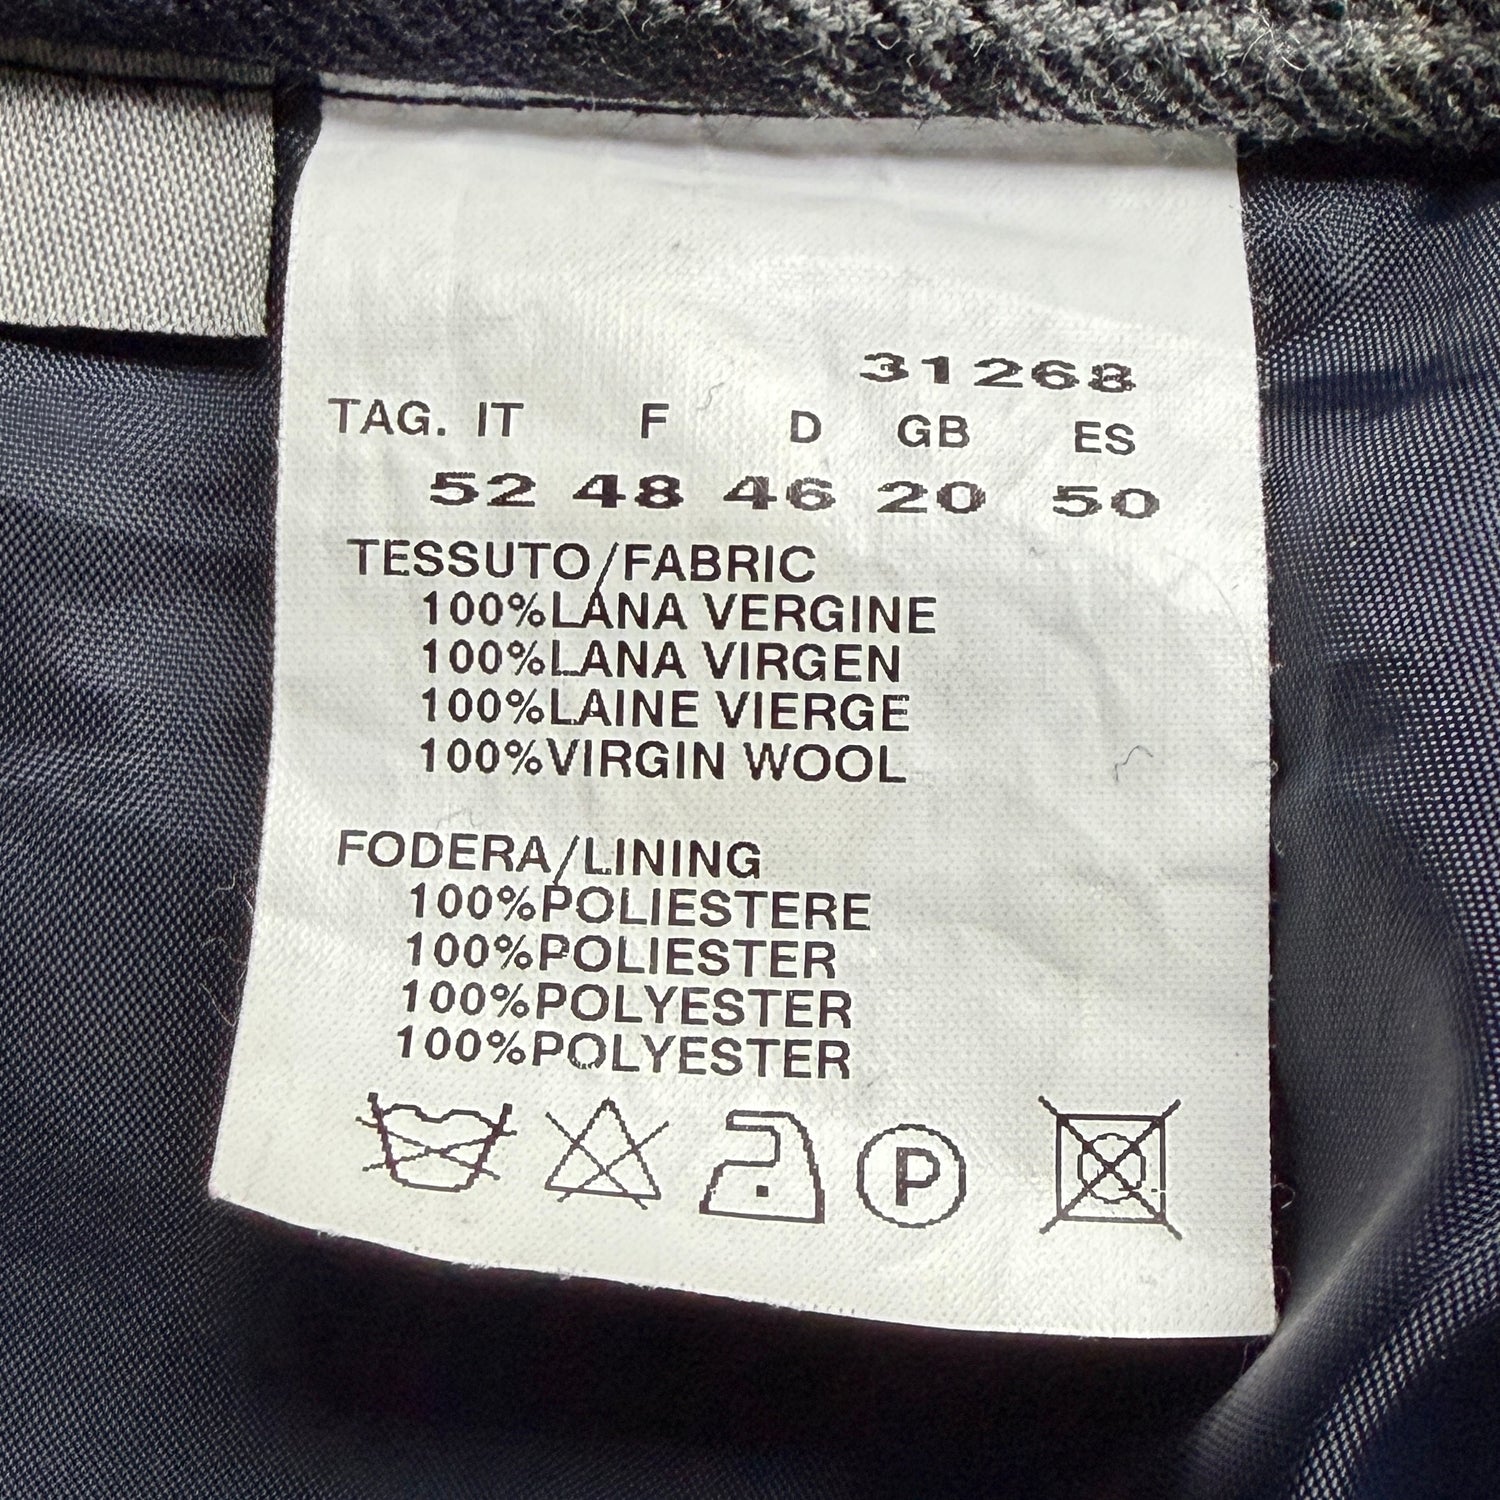 31268
TAG. IT F D GB ES
52 48 46 20 50
TESSUTO/FABRIC
100%LANA VERGINE
100%LANA VIRGEN
100%LAINE VIERGE
100%VIRGIN WOOL
FODERA/LINING
100%POLIESTERE
100%POLIESTER
100%POLYESTER
100%POLYESTER
P